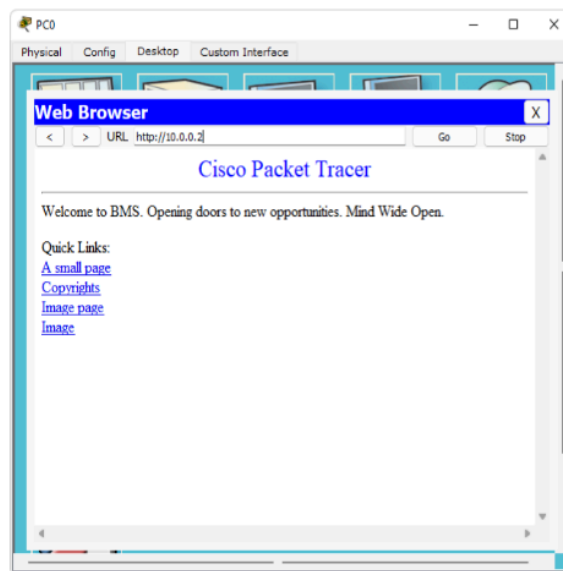 PC0
Physical Config Desktop Custom Interface
Web Browser X
< > URL http://10.0.0.2 Go Stop
Cisco Packet Tracer
Welcome to BMS. Opening doors to new opportunities. Mind Wide Open.
Quick Links:
A small page
Copyrights
Image page
Image